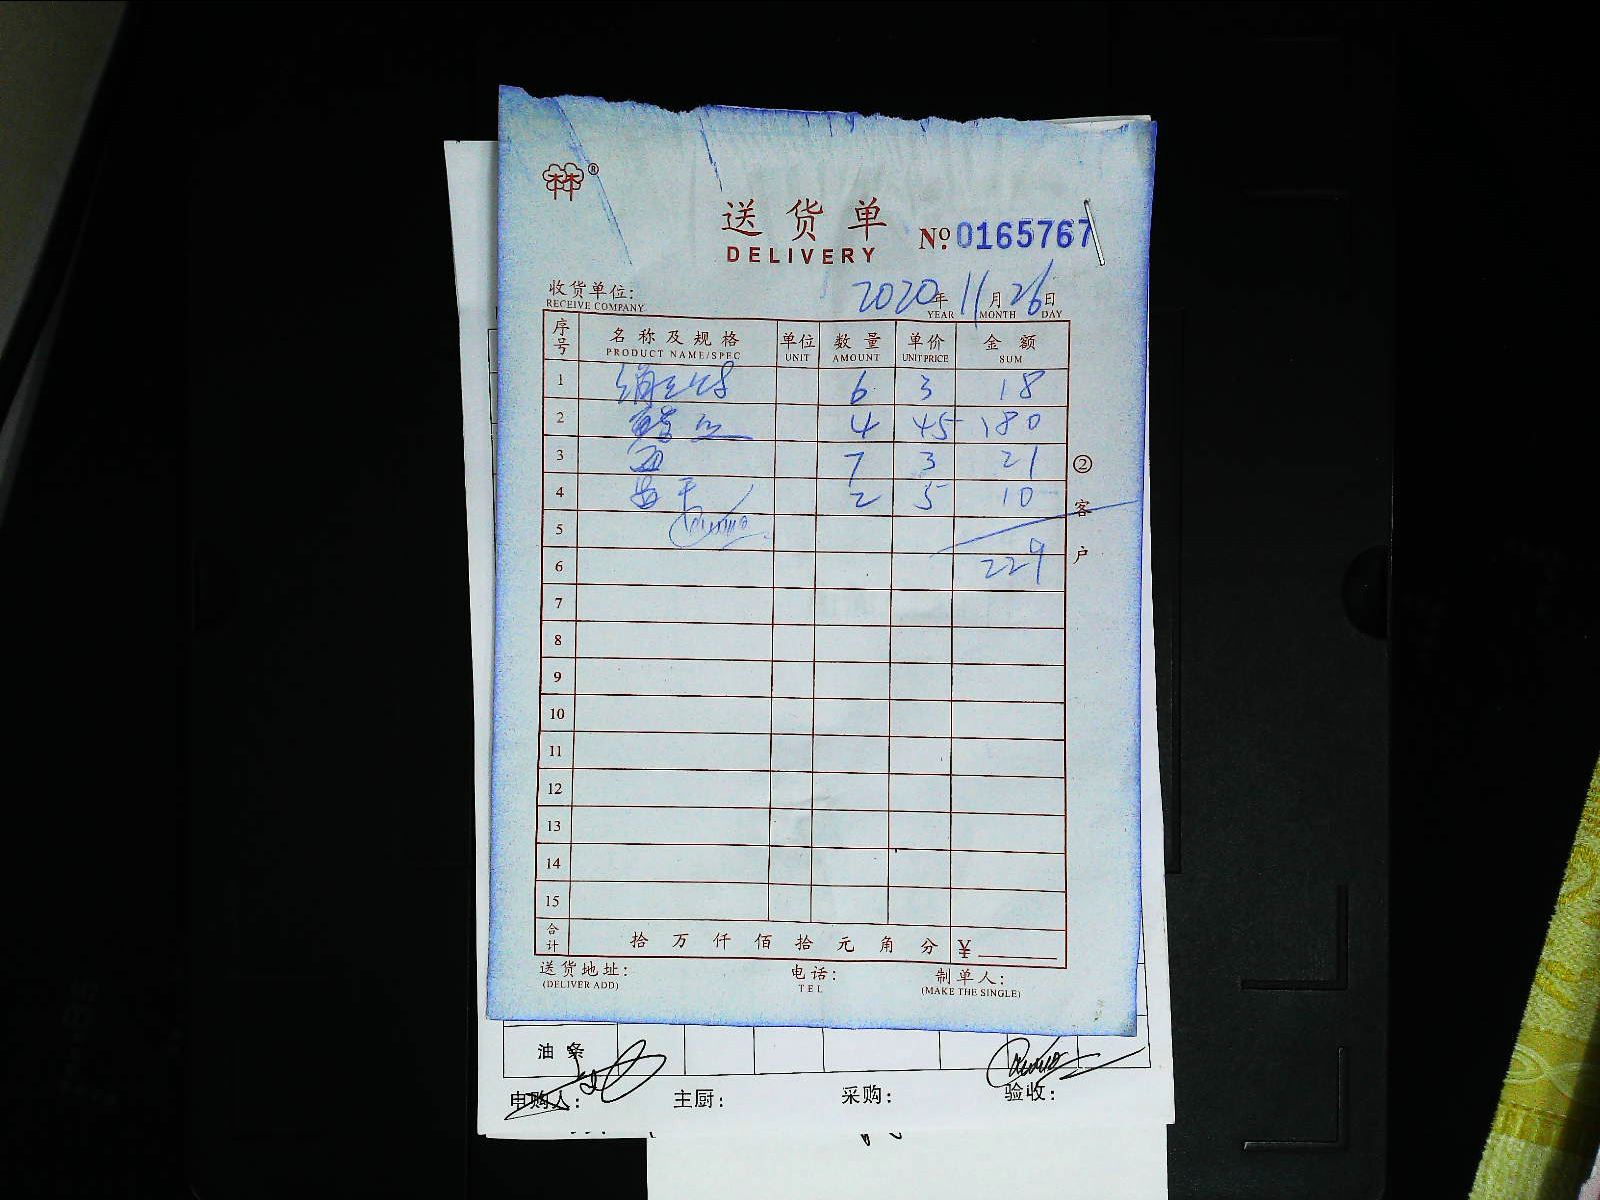 林®
送货单 №0165767
DELIVERY
收货单位: 2020年11月26日
RECEIVE COMPANY YEAR MONTH DAY
序号 名称及规格 单位 数量 单价 金额
PRODUCT NAME/SPEC UNIT AMOUNT UNIT PRICE SUM
1 6 3 18
2 4 45 180
3 7 3 21
4 2 5 10
5
6 229
7
8
9
10
11
12
13
14
15
②客户
合计 拾万仟佰拾元角分 ¥
送货地址: 电话: 制单人:
(DELIVER ADD) TEL (MAKE THE SINGLE)
油条
申购人: 主厨: 采购: 验收: